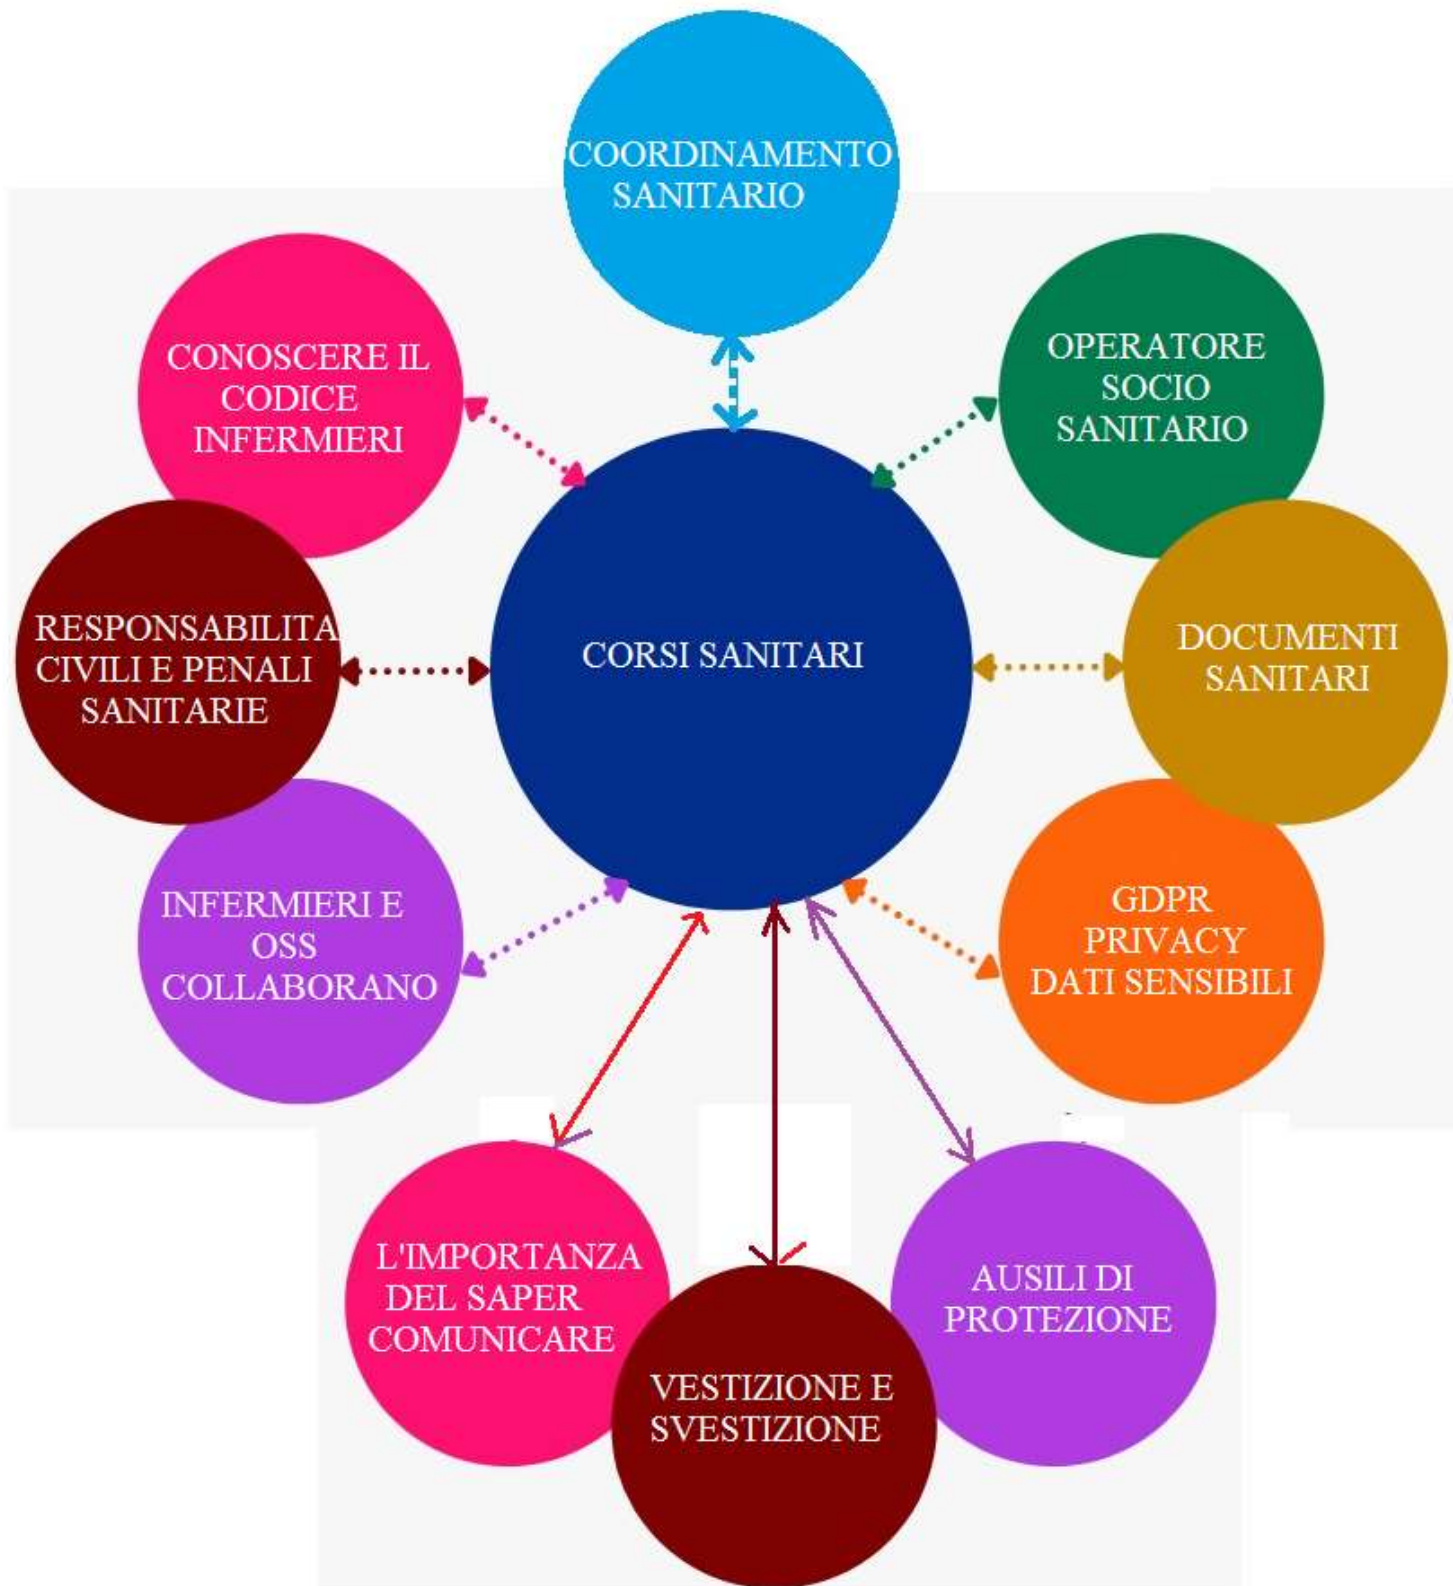 COORDINAMENTO
SANITARIO
CONOSCERE IL
CODICE
INFERMIERI
OPERATORE
SOCIO
SANITARIO
RESPONSABILITA
CIVILI E PENALI
SANITARIE
CORSI SANITARI
DOCUMENTI
SANITARI
INFERMIERI E
OSS
COLLABORANO
GDPR
PRIVACY
DATI SENSIBILI
L'IMPORTANZA
DEL SAPER
COMUNICARE
VESTIZIONE E
SVESTIZIONE
AUSILI DI
PROTEZIONE